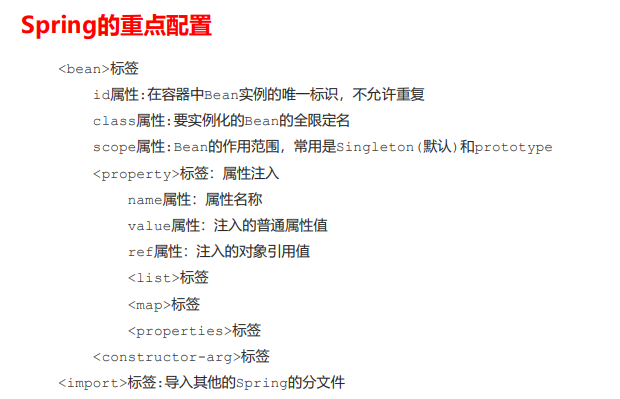 Spring的重点配置
<bean>标签
id属性:在容器中Bean实例的唯一标识，不允许重复
class属性:要实例化的Bean的全限定名
scope属性:Bean的作用范围，常用是Singleton(默认)和prototype
<property>标签：属性注入
name属性：属性名称
value属性：注入的普通属性值
ref属性：注入的对象引用值
<list>标签
<map>标签
<properties>标签
<constructor-arg>标签
<import>标签:导入其他的Spring的分文件